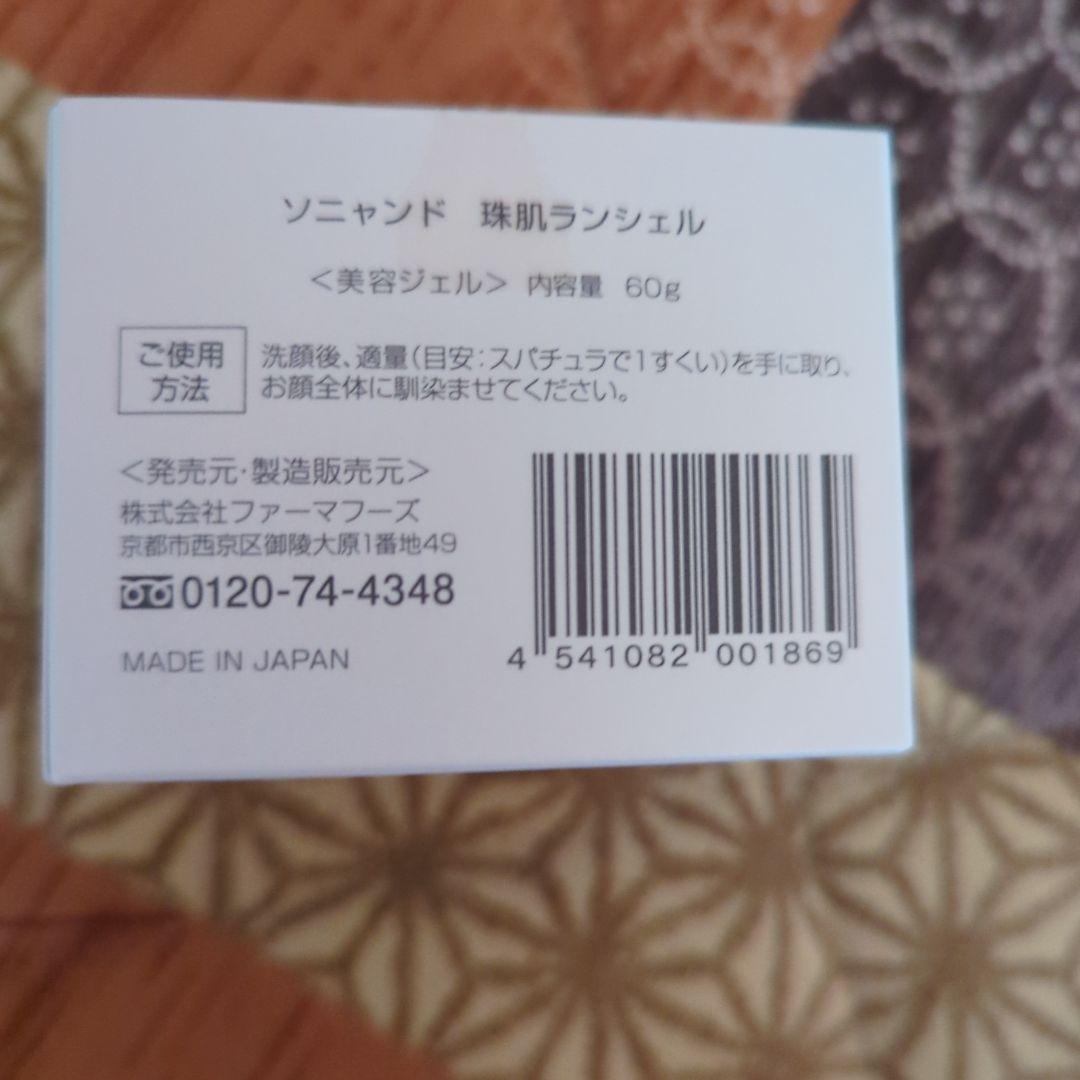 ソニャンド 珠肌ランシェル
＜美容ジェル＞ 内容量 60g
ご使用
方法
洗顔後、適量(目安:スパチュラで1すくい)を手に取り、
お顔全体に馴染ませてください。
＜発売元・製造販売元＞
株式会社ファーマフーズ
京都市西京区御陵大原1番地49
0120-74-4348
MADE IN JAPAN
4 541082 001869